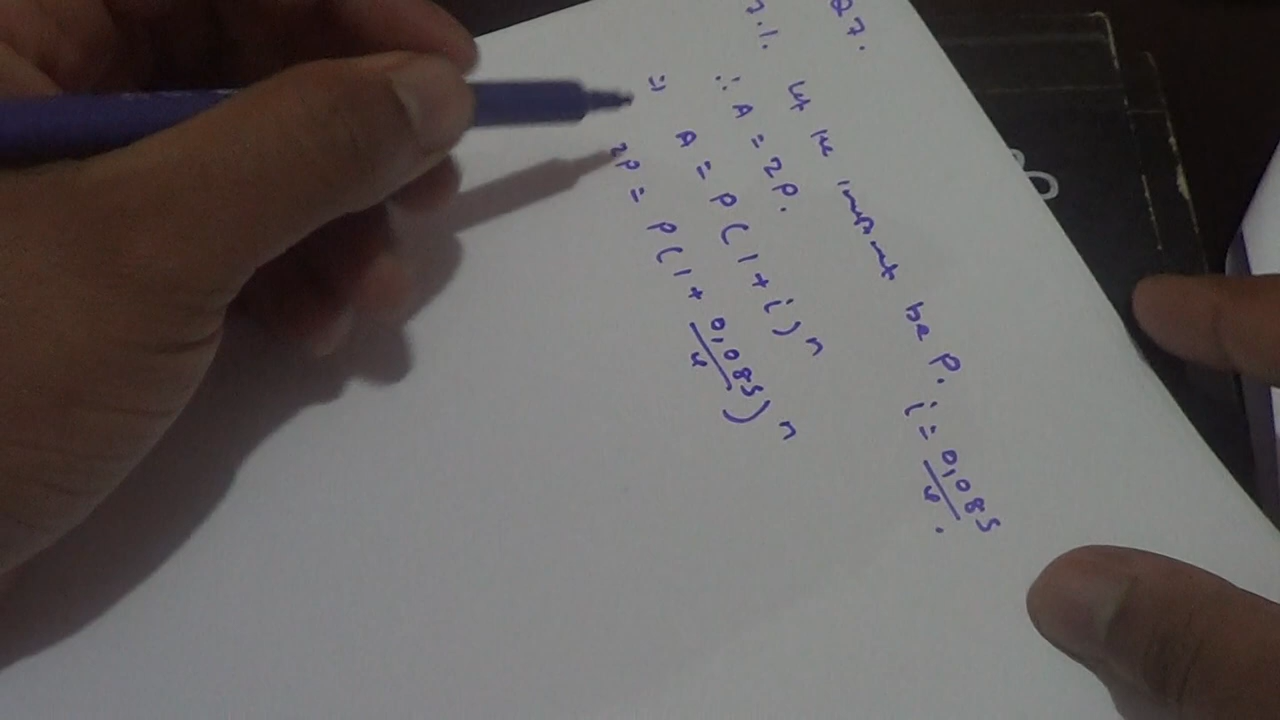 Q7.
7.1.
Let the investment be P. i = 0,085/4.
∴ A = 2P.
⇒ A = P(1+i)^n
2P = P(1 + 0,085/4)^n